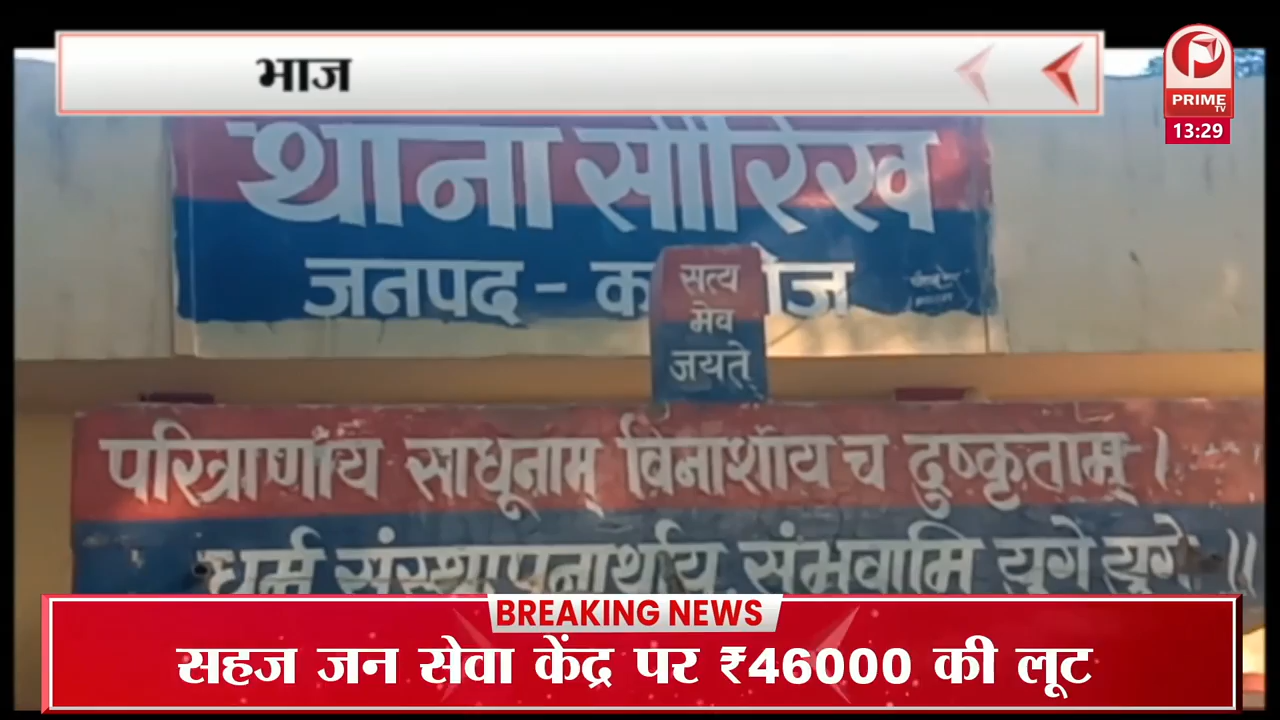 भाज
PRIME
TV
13:29
थाना सौरिख
जनपद - क
ोज
सत्य
मेव
जयते
परित्राणाय साधूनाम् विनाशाय च दुष्कृताम् ।
धर्म संस्थापनार्थाय संभवामि युगे युगे ॥
BREAKING NEWS
सहज जन सेवा केंद्र पर ₹46000 की लूट